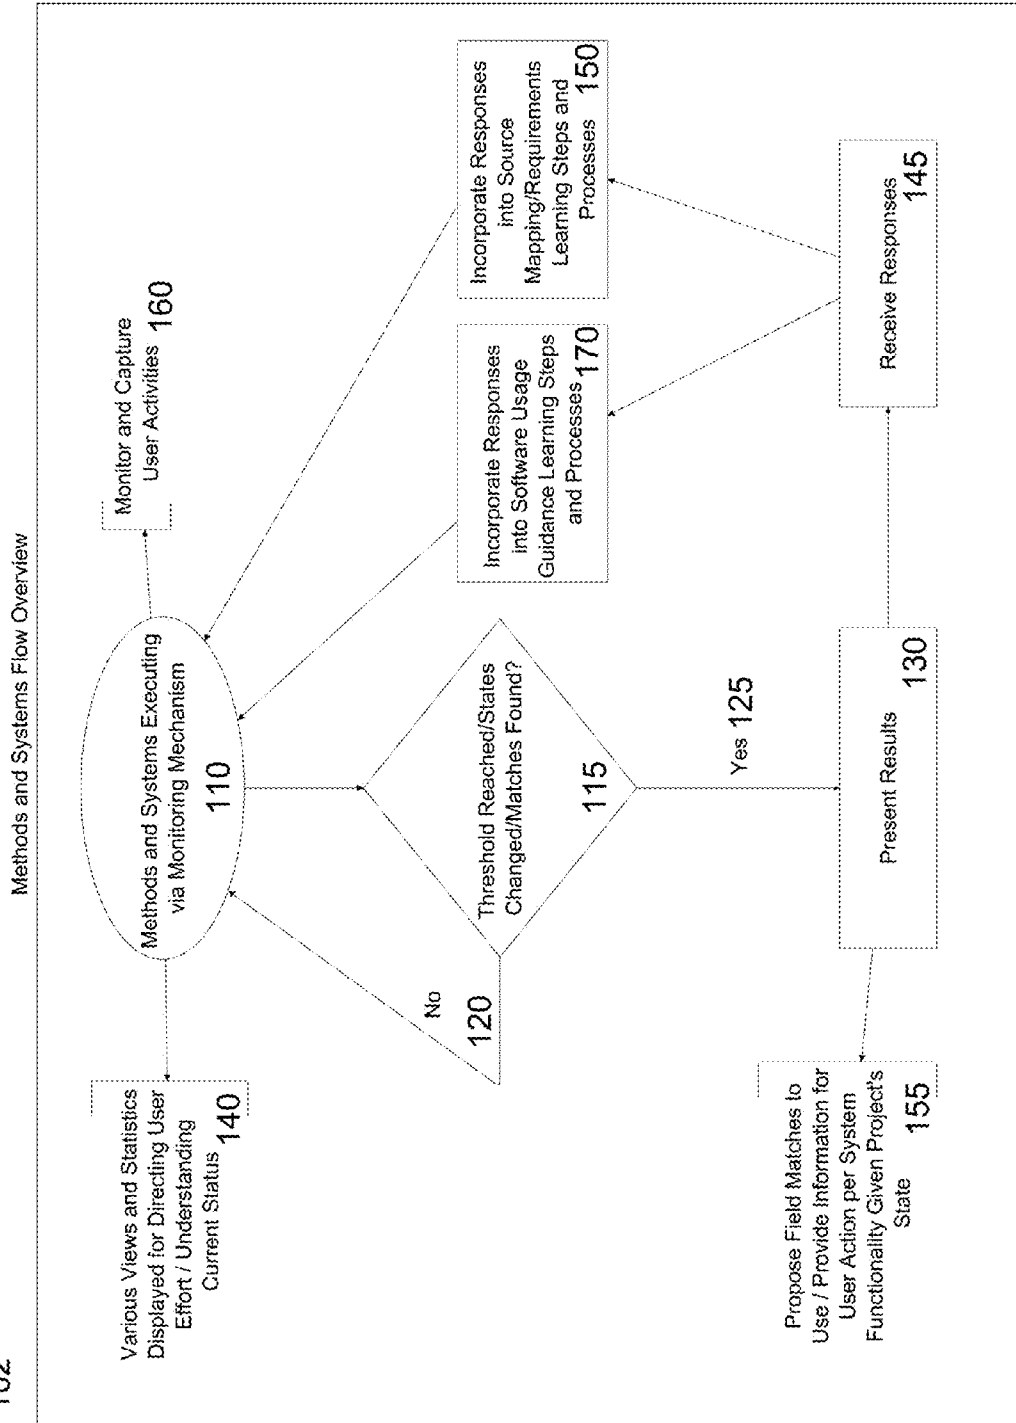 Methods and Systems Flow Overview
Various Views and Statistics
Displayed for Directing User
Effort / Understanding
Current Status 140
Methods and Systems Executing
via Monitoring Mechanism
110
Monitor and Capture
User Activities 160
No
120
Threshold Reached/States
Changed/Matches Found?
115
Incorporate Responses
into Software Usage
Guidance Learning Steps
and Processes 170
Incorporate Responses
into Source
Mapping/Requirements
Learning Steps and
Processes 150
Yes 125
Propose Field Matches to
Use / Provide Information for
User Action per System
Functionality Given Project's
State 155
Present Results
130
Receive Responses
145